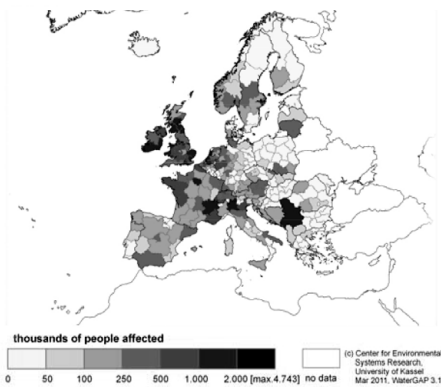 thousands of people affected
0 50 100 250 500 1.000 2.000 [max.4.743] no data
(c) Center for Environmental
Systems Research,
University of Kassel
Mar 2011, WaterGAP 3.1